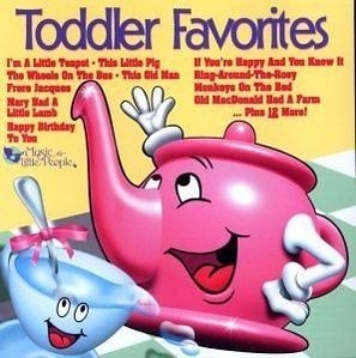 Toddler Favorites
I'm A Little Teapot • This Little Pig
The Wheels On The Bus • This Old Man
Frere Jacques
Mary Had A
Little Lamb
Happy Birthday
To You
Music for
Little People
If You're Happy And You Know It
Ring-Around-The-Rosy
Monkeys On The Bed
Old MacDonald Had A Farm
... Plus 12 More!